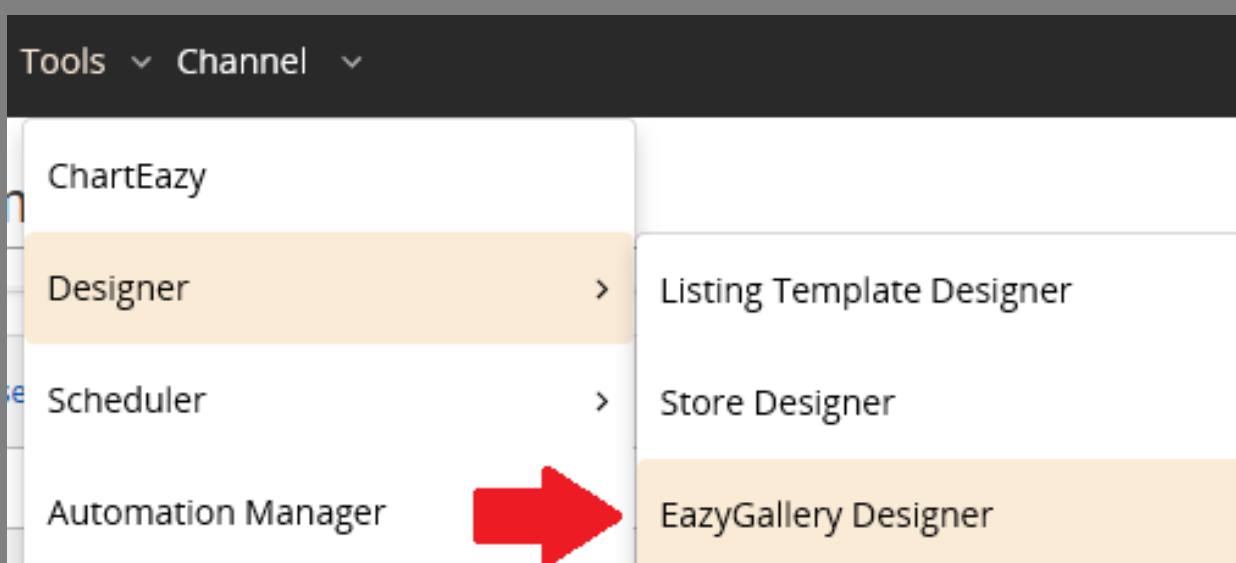 Tools Channel
ChartEazy
Designer
Listing Template Designer
Scheduler
Store Designer
Automation Manager
EazyGallery Designer